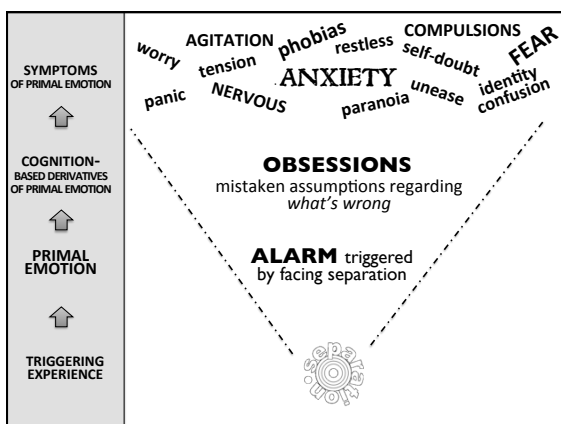 SYMPTOMS
OF PRIMAL EMOTION
COGNITION-
BASED DERIVATIVES
OF PRIMAL EMOTION
PRIMAL
EMOTION
TRIGGERING
EXPERIENCE
worry
AGITATION
phobias
restless
COMPULSIONS
self-doubt
FEAR
tension
ANXIETY
panic
NERVOUS
paranoia
unease
identity
confusion
OBSESSIONS
mistaken assumptions regarding
what's wrong
ALARM triggered
by facing separation
separation